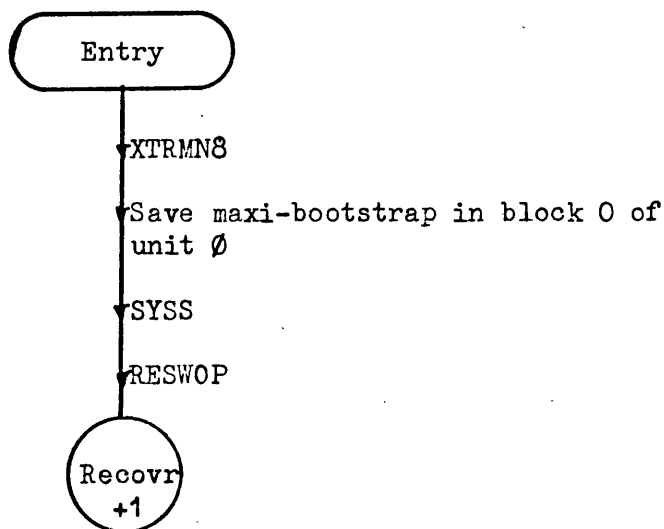 Entry
XTRMN8
Save maxi-bootstrap in block 0 of
unit Ø
SYSS
RESWOP
Recovr
+1